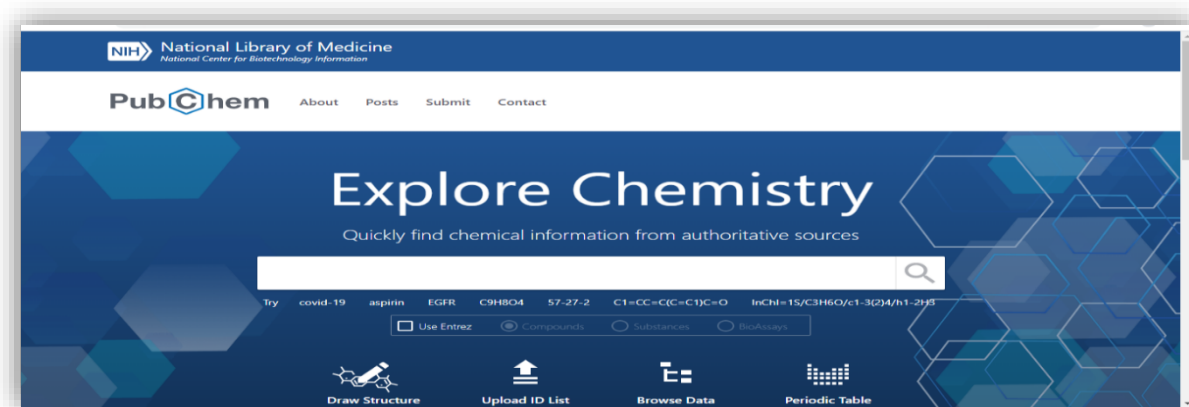 NIH National Library of Medicine
National Center for Biotechnology Information
PubChem About Posts Submit Contact
Explore Chemistry
Quickly find chemical information from authoritative sources
Try covid-19 aspirin EGFR C9H8O4 57-27-2 C1=CC=C(C=C1)C=O InChI=1S/C3H6O/c1-3(2)4/h1-2H3
Use Entrez Compounds Substances BioAssays
Draw Structure Upload ID List Browse Data Periodic Table